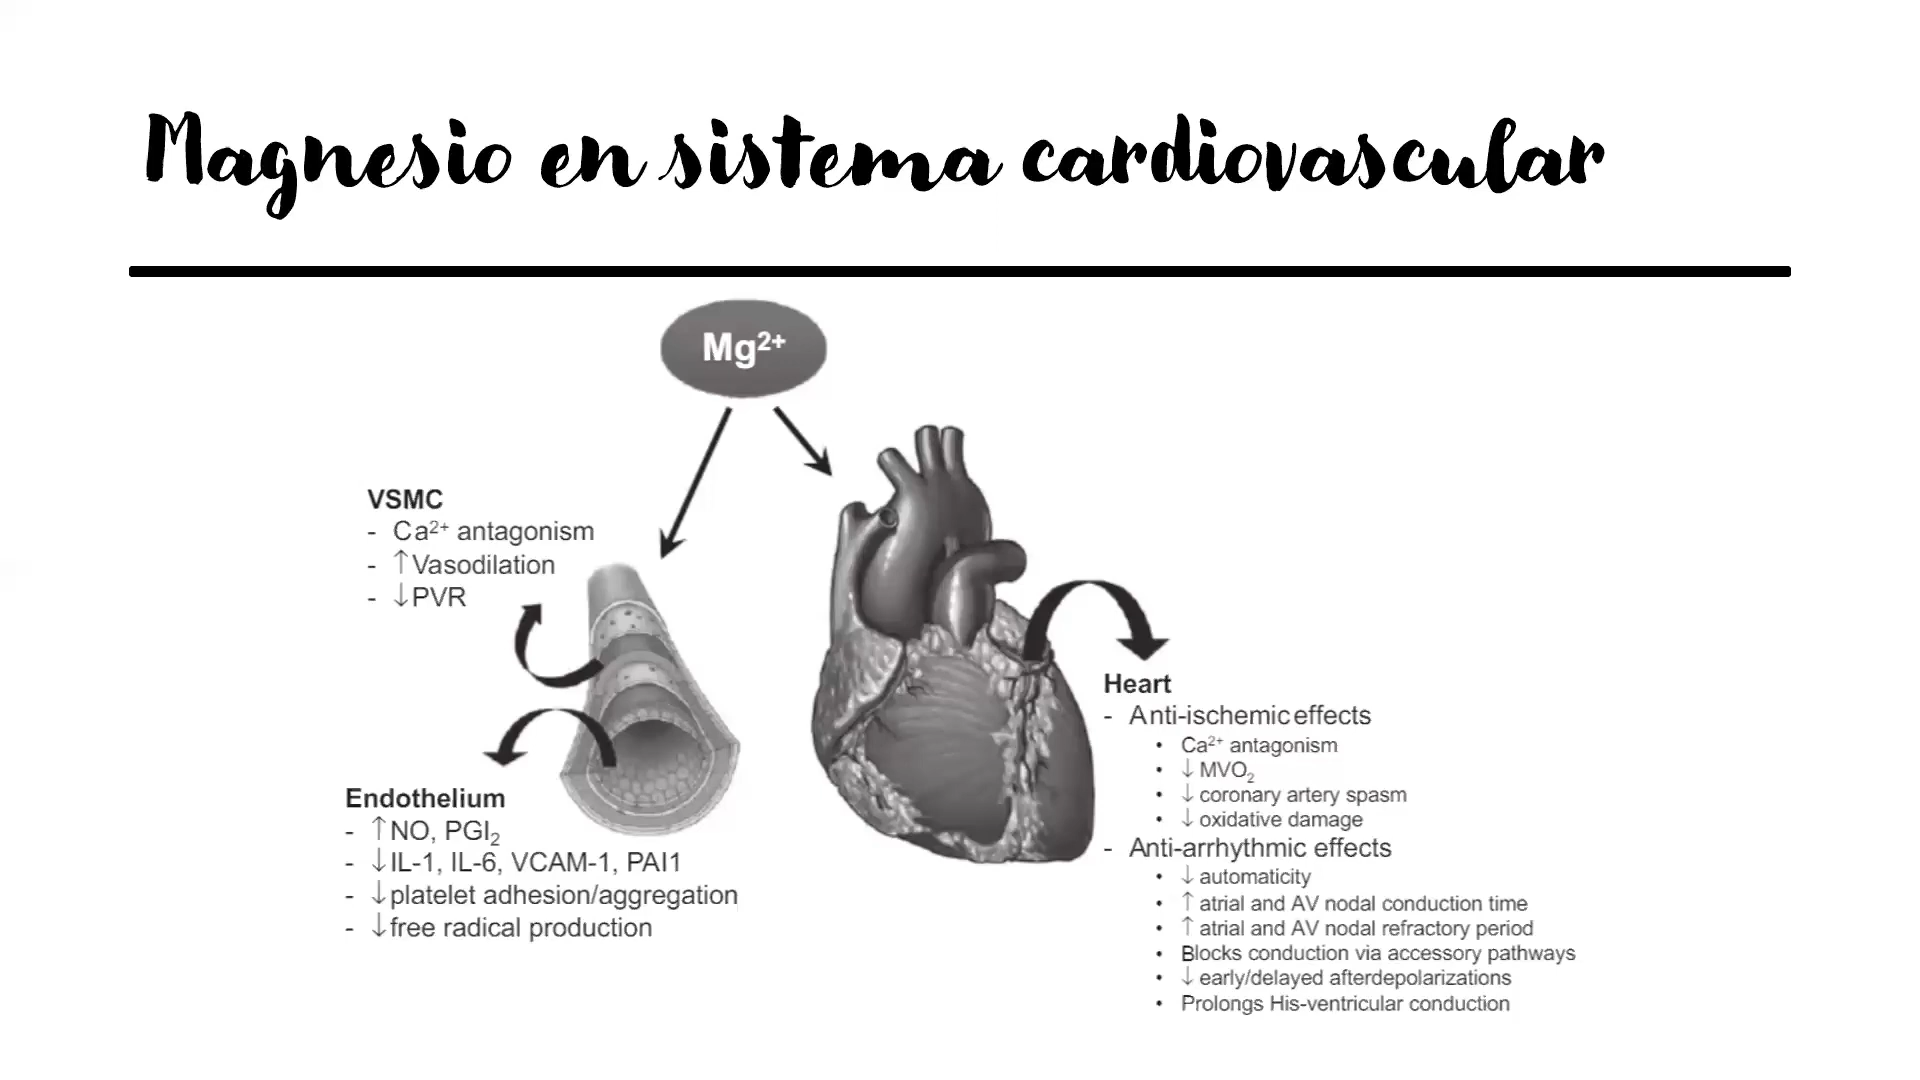 Magnesio en sistema cardiovascular
Mg²⁺
VSMC
- Ca²⁺ antagonism
- ↑Vasodilation
- ↓PVR
Endothelium
- ↑NO, PGI₂
- ↓IL-1, IL-6, VCAM-1, PAI1
- ↓platelet adhesion/aggregation
- ↓free radical production
Heart
- Anti-ischemic effects
• Ca²⁺ antagonism
• ↓MVO₂
• ↓coronary artery spasm
• ↓oxidative damage
- Anti-arrhythmic effects
• ↓automaticity
• ↑atrial and AV nodal conduction time
• ↑atrial and AV nodal refractory period
• Blocks conduction via accessory pathways
• ↓early/delayed afterdepolarizations
• Prolongs His-ventricular conduction